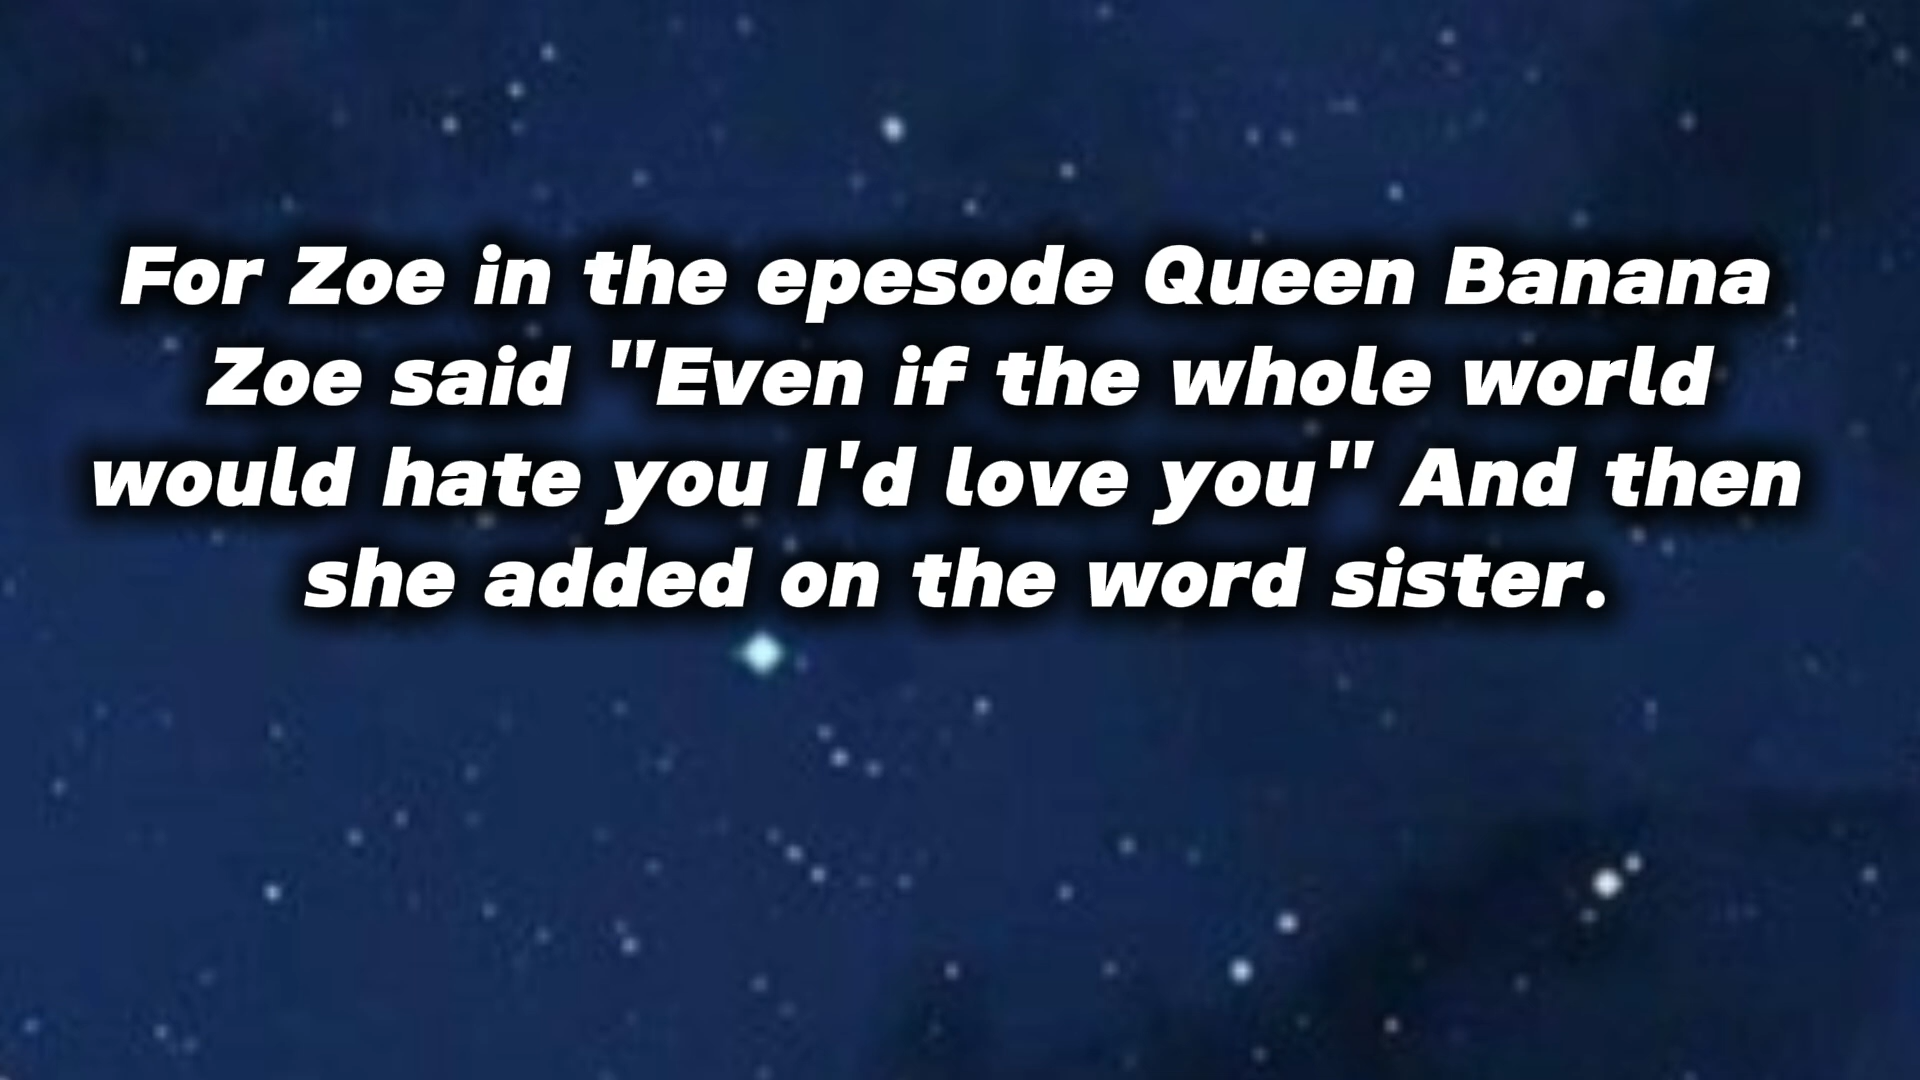 For Zoe in the epesode Queen Banana
Zoe said "Even if the whole world
would hate you I'd love you" And then
she added on the word sister.